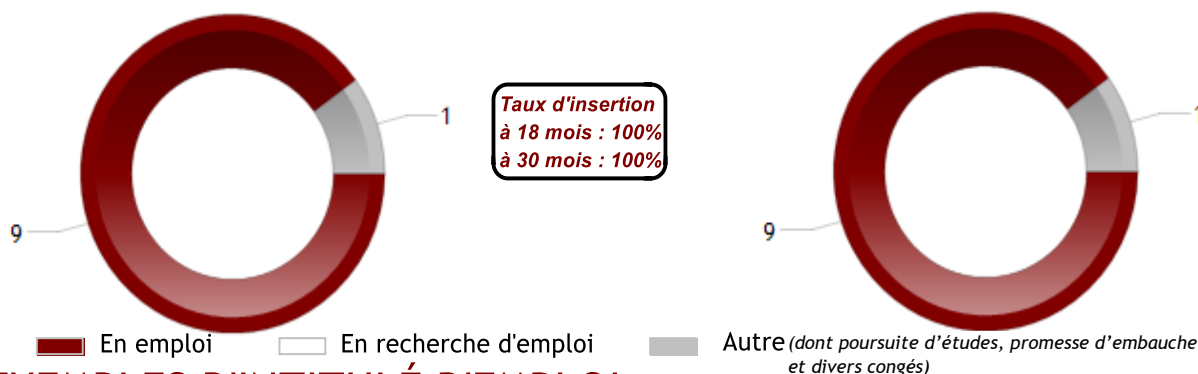 1
9
Taux d'insertion
à 18 mois : 100%
à 30 mois : 100%
9
En emploi
En recherche d'emploi
Autre (dont poursuite d'études, promesse d'embauche
et divers congés)